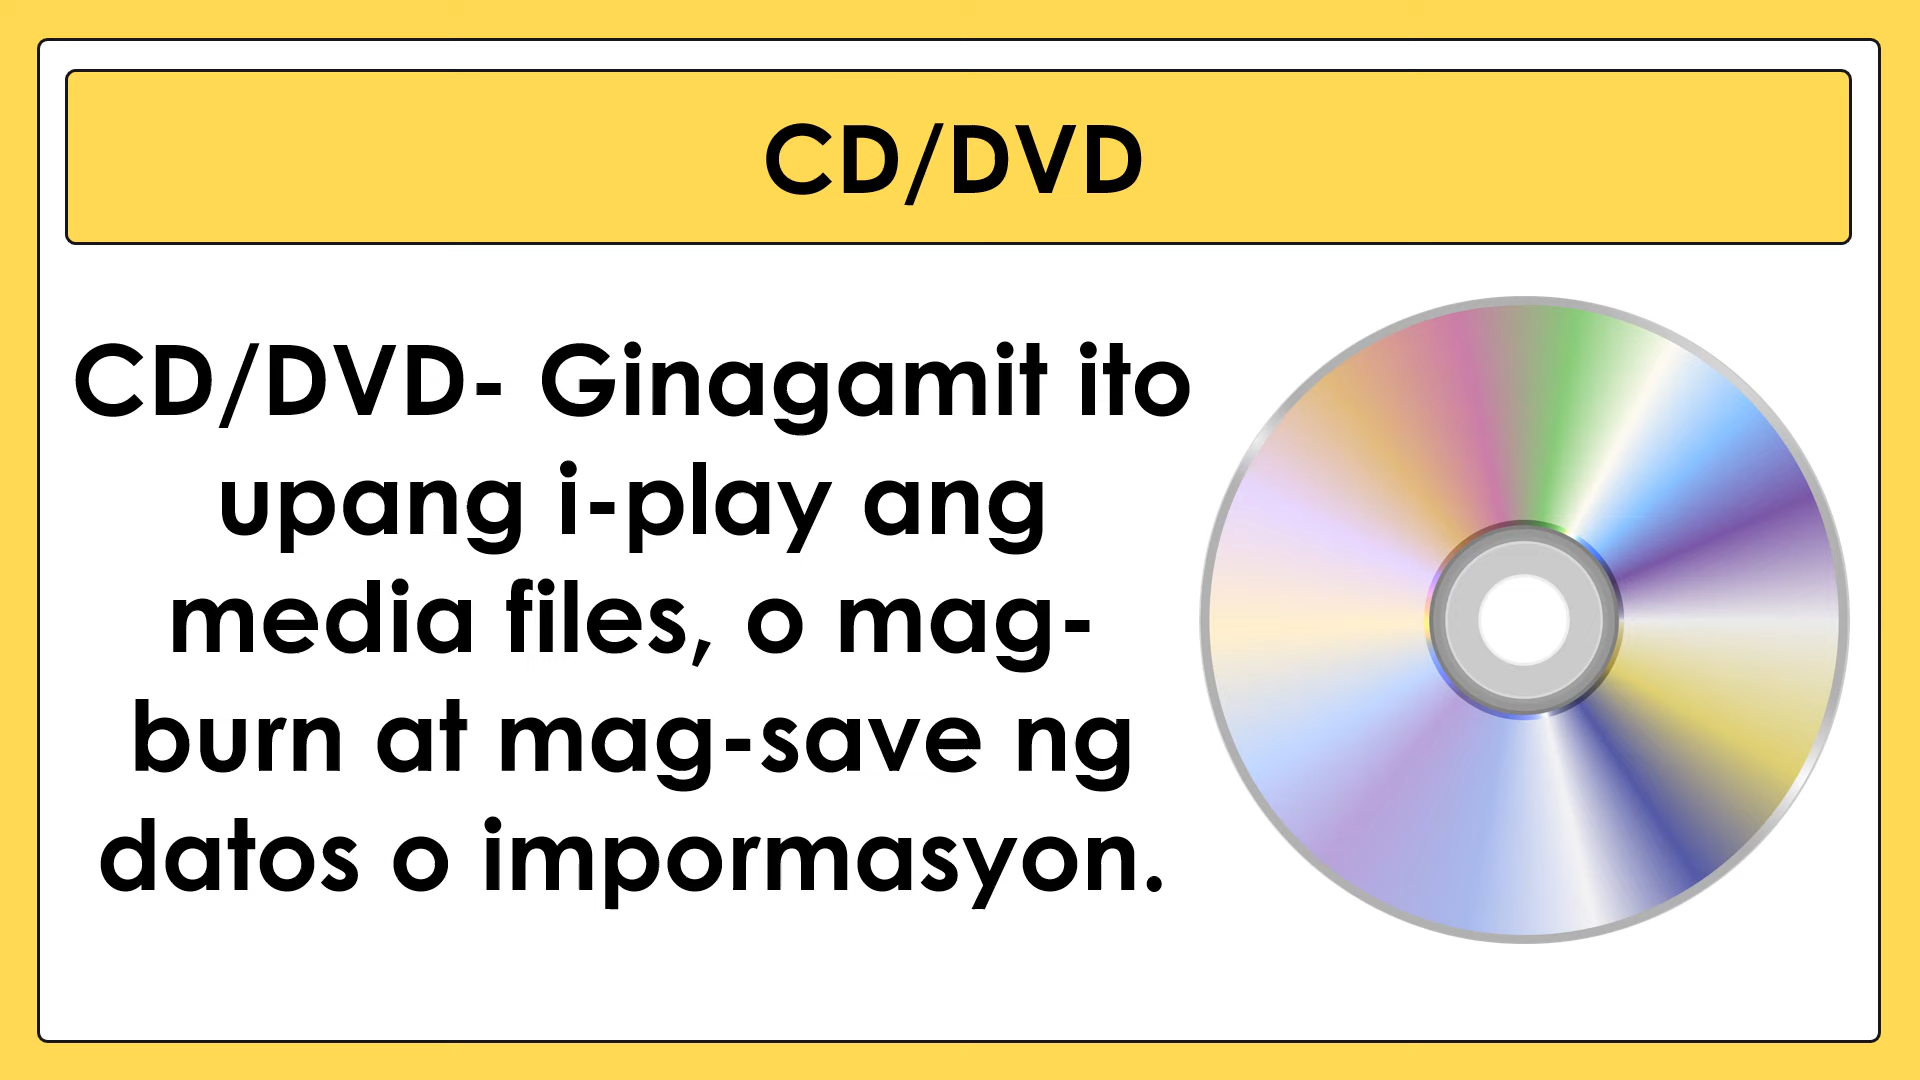 CD/DVD
CD/DVD- Ginagamit ito
upang i-play ang
media files, o mag-
burn at mag-save ng
datos o impormasyon.